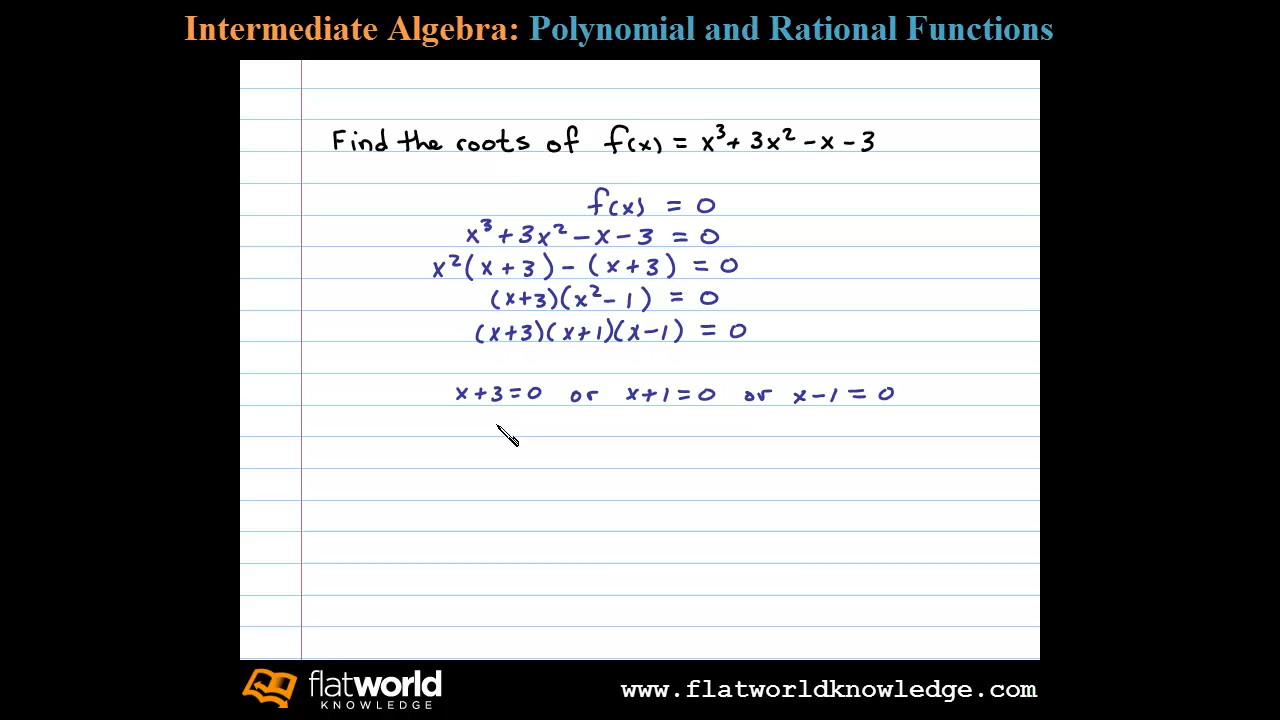 Intermediate Algebra: Polynomial and Rational Functions
Find the roots of f(x) = x³ + 3x² - x - 3
f(x) = 0
x³ + 3x² - x - 3 = 0
x²(x + 3) - (x + 3) = 0
(x+3)(x² - 1) = 0
(x+3)(x+1)(x-1) = 0
x + 3 = 0 or x + 1 = 0 or x - 1 = 0
flatworld
KNOWLEDGE
www.flatworldknowledge.com